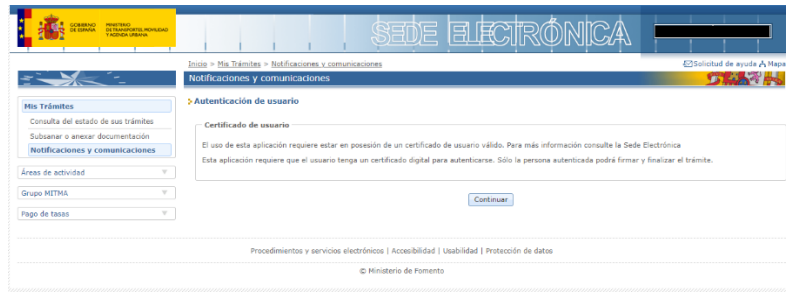 GOBIERNO DE ESPAÑA
MINISTERIO DE TRANSPORTES, MOVILIDAD Y AGENDA URBANA
SEDE ELECTRÓNICA
Inicio » Mis Trámites » Notificaciones y comunicaciones
Solicitud de ayuda Mapa
Notificaciones y comunicaciones
Mis Trámites
Consulta del estado de sus trámites
Subsanar o anexar documentación
Notificaciones y comunicaciones
Áreas de actividad
Grupo MITMA
Pago de tasas
Autenticación de usuario
Certificado de usuario
El uso de esta aplicación requiere estar en posesión de un certificado de usuario válido. Para más información consulte la Sede Electrónica
Esta aplicación requiere que el usuario tenga un certificado digital para autenticarse. Sólo la persona autenticada podrá firmar y finalizar el trámite.
Continuar
Procedimientos y servicios electrónicos | Accesibilidad | Usabilidad | Protección de datos
© Ministerio de Fomento